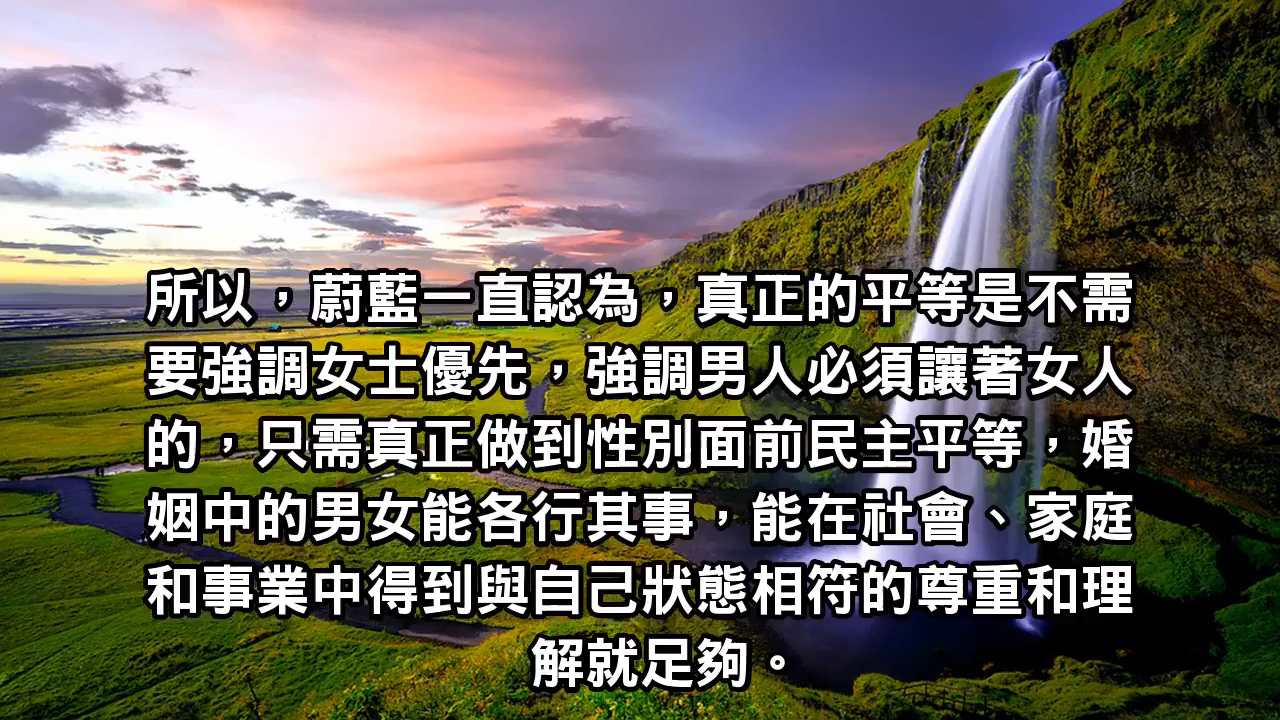 所以，蔚藍一直認為，真正的平等是不需
要強調女士優先，強調男人必須讓著女人
的，只需真正做到性別面前民主平等，婚
姻中的男女能各行其事，能在社會、家庭
和事業中得到與自己狀態相符的尊重和理
解就足夠。